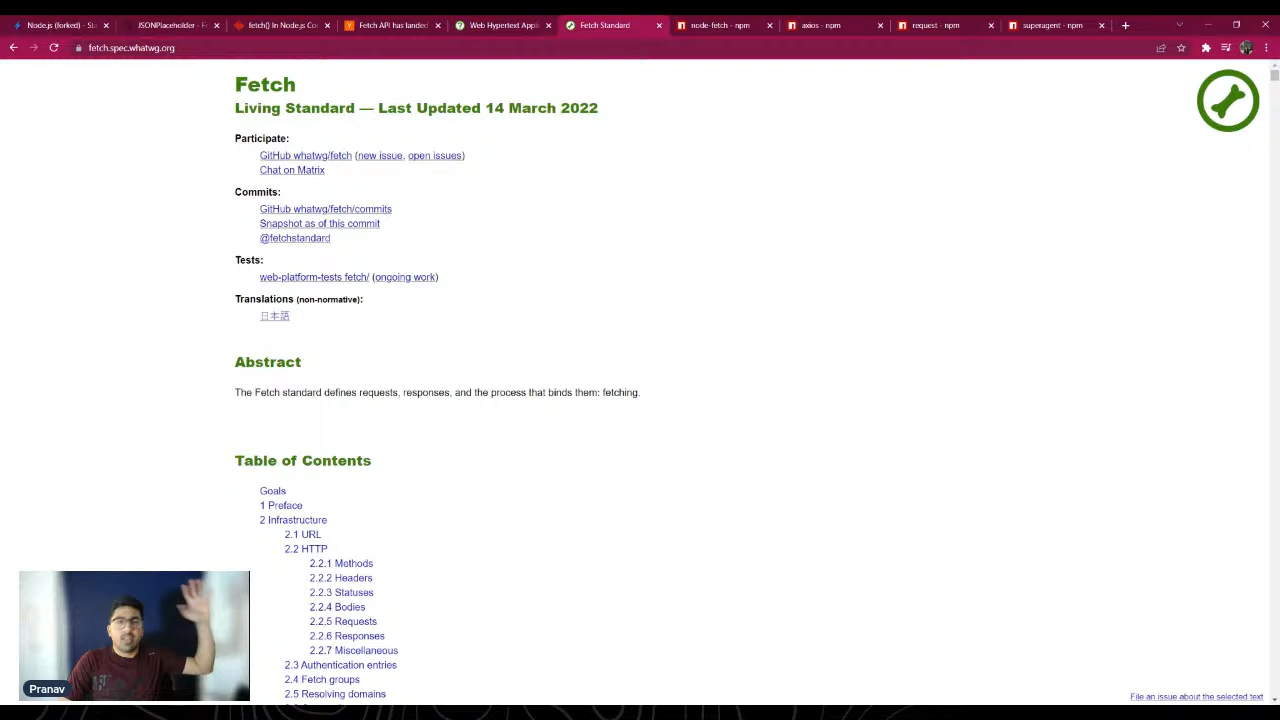 Node.js (forked) - Sta
JSONPlaceholder - Fr
fetch() In Node.js Co
Fetch API has landed
Web Hypertext Appli
Fetch Standard
node-fetch - npm
axios - npm
request - npm
superagent - npm
fetch.spec.whatwg.org
Fetch
Living Standard — Last Updated 14 March 2022
Participate:
GitHub whatwg/fetch (new issue, open issues)
Chat on Matrix
Commits:
GitHub whatwg/fetch/commits
Snapshot as of this commit
@fetchstandard
Tests:
web-platform-tests fetch/ (ongoing work)
Translations (non-normative):
日本語
Abstract
The Fetch standard defines requests, responses, and the process that binds them: fetching.
Table of Contents
Goals
1 Preface
2 Infrastructure
2.1 URL
2.2 HTTP
2.2.1 Methods
2.2.2 Headers
2.2.3 Statuses
2.2.4 Bodies
2.2.5 Requests
2.2.6 Responses
2.2.7 Miscellaneous
2.3 Authentication entries
2.4 Fetch groups
2.5 Resolving domains
Pranav
File an issue about the selected text